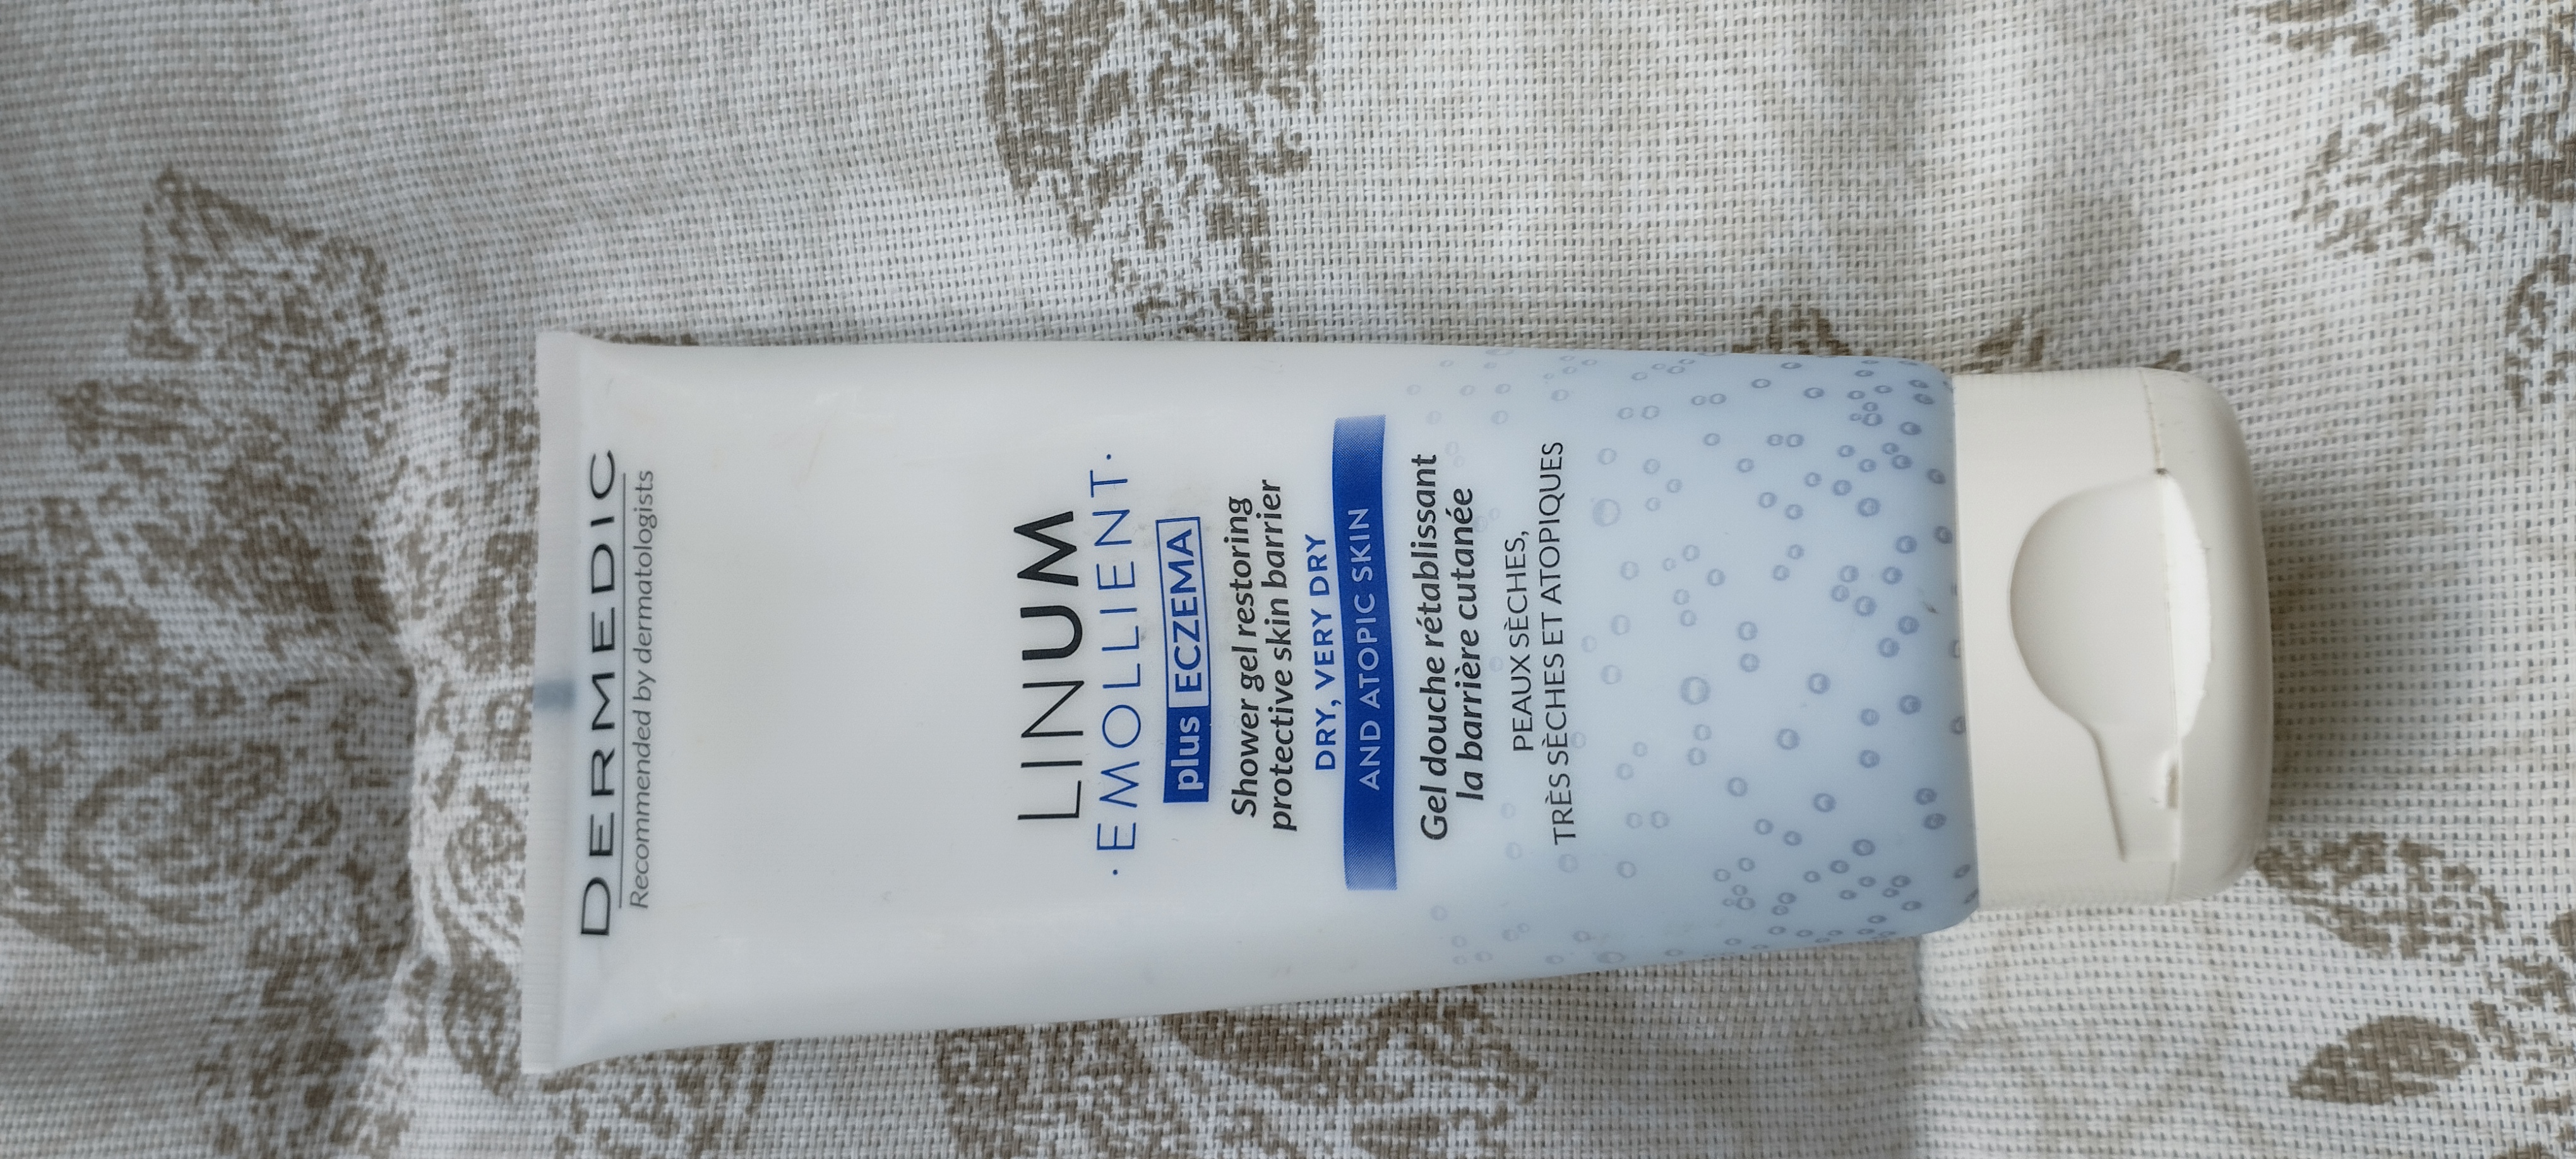 DERMEDIC
Recommended by dermatologists
LINUM
· EMOLLIENT ·
plus ECZEMA
Shower gel restoring
protective skin barrier
DRY, VERY DRY
AND ATOPIC SKIN
Gel douche rétablissant
la barrière cutanée
PEAUX SÈCHES,
TRÈS SÈCHES ET ATOPIQUES